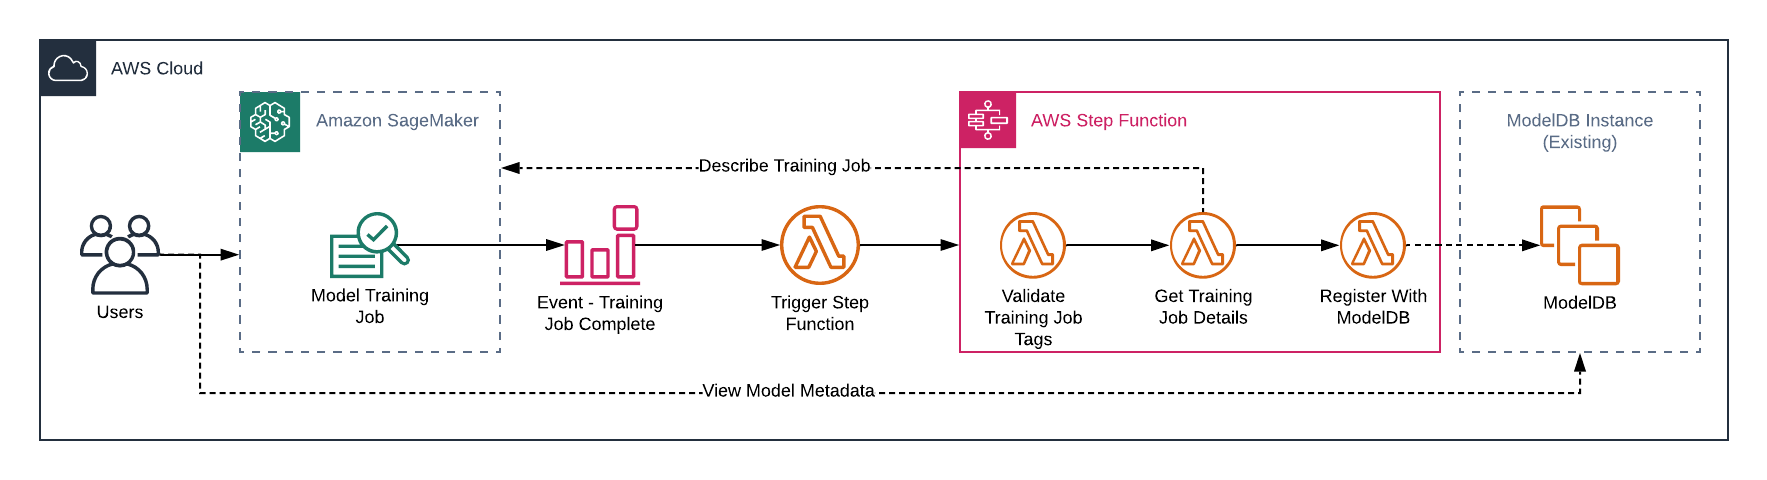 AWS Cloud
Amazon SageMaker
AWS Step Function
ModelDB Instance
(Existing)
Describe Training Job
Users
Model Training
Job
Event - Training
Job Complete
Trigger Step
Function
Validate
Training Job
Tags
Get Training
Job Details
Register With
ModelDB
ModelDB
View Model Metadata